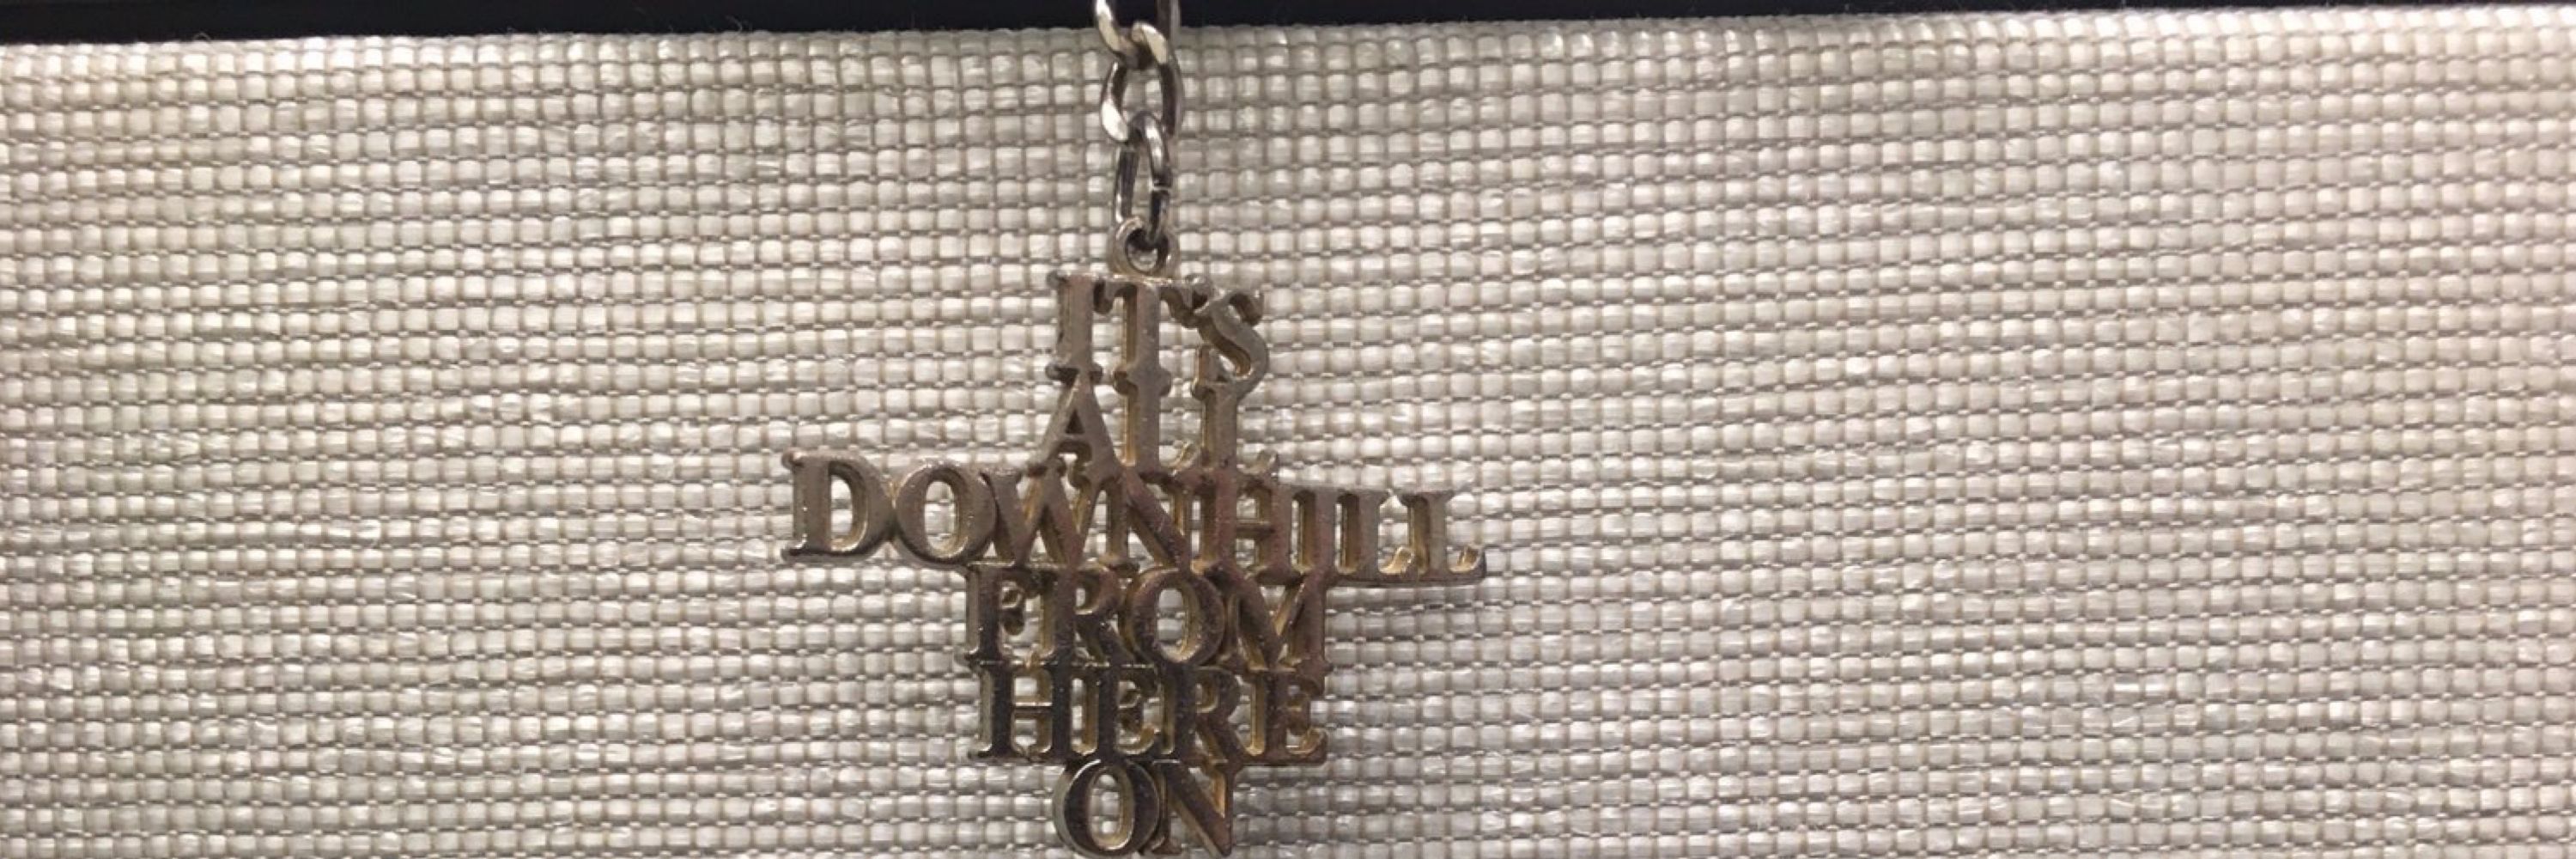 IT'S
ALL
DOWNHILL
FROM
HERE
ON